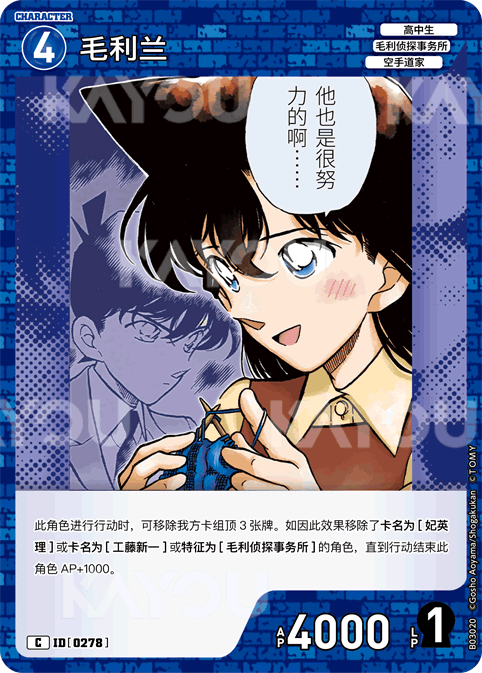 CHARACTER
4 毛利兰
高中生
毛利侦探事务所
空手道家
他也是很努
力的啊……
此角色进行行动时，可移除我方卡组顶 3 张牌。如因此效果移除了卡名为[ 妃英
理 ]或卡名为[ 工藤新一 ]或特征为[ 毛利侦探事务所 ]的角色，直到行动结束此
角色 AP+1000。
C ID[ 0278 ]
AP 4000 LP 1
B03020 ©Gosho Aoyama/Shogakukan ©TOMY
KAYOU
KAYOU
KAYOU
KAYOU
KAYOU